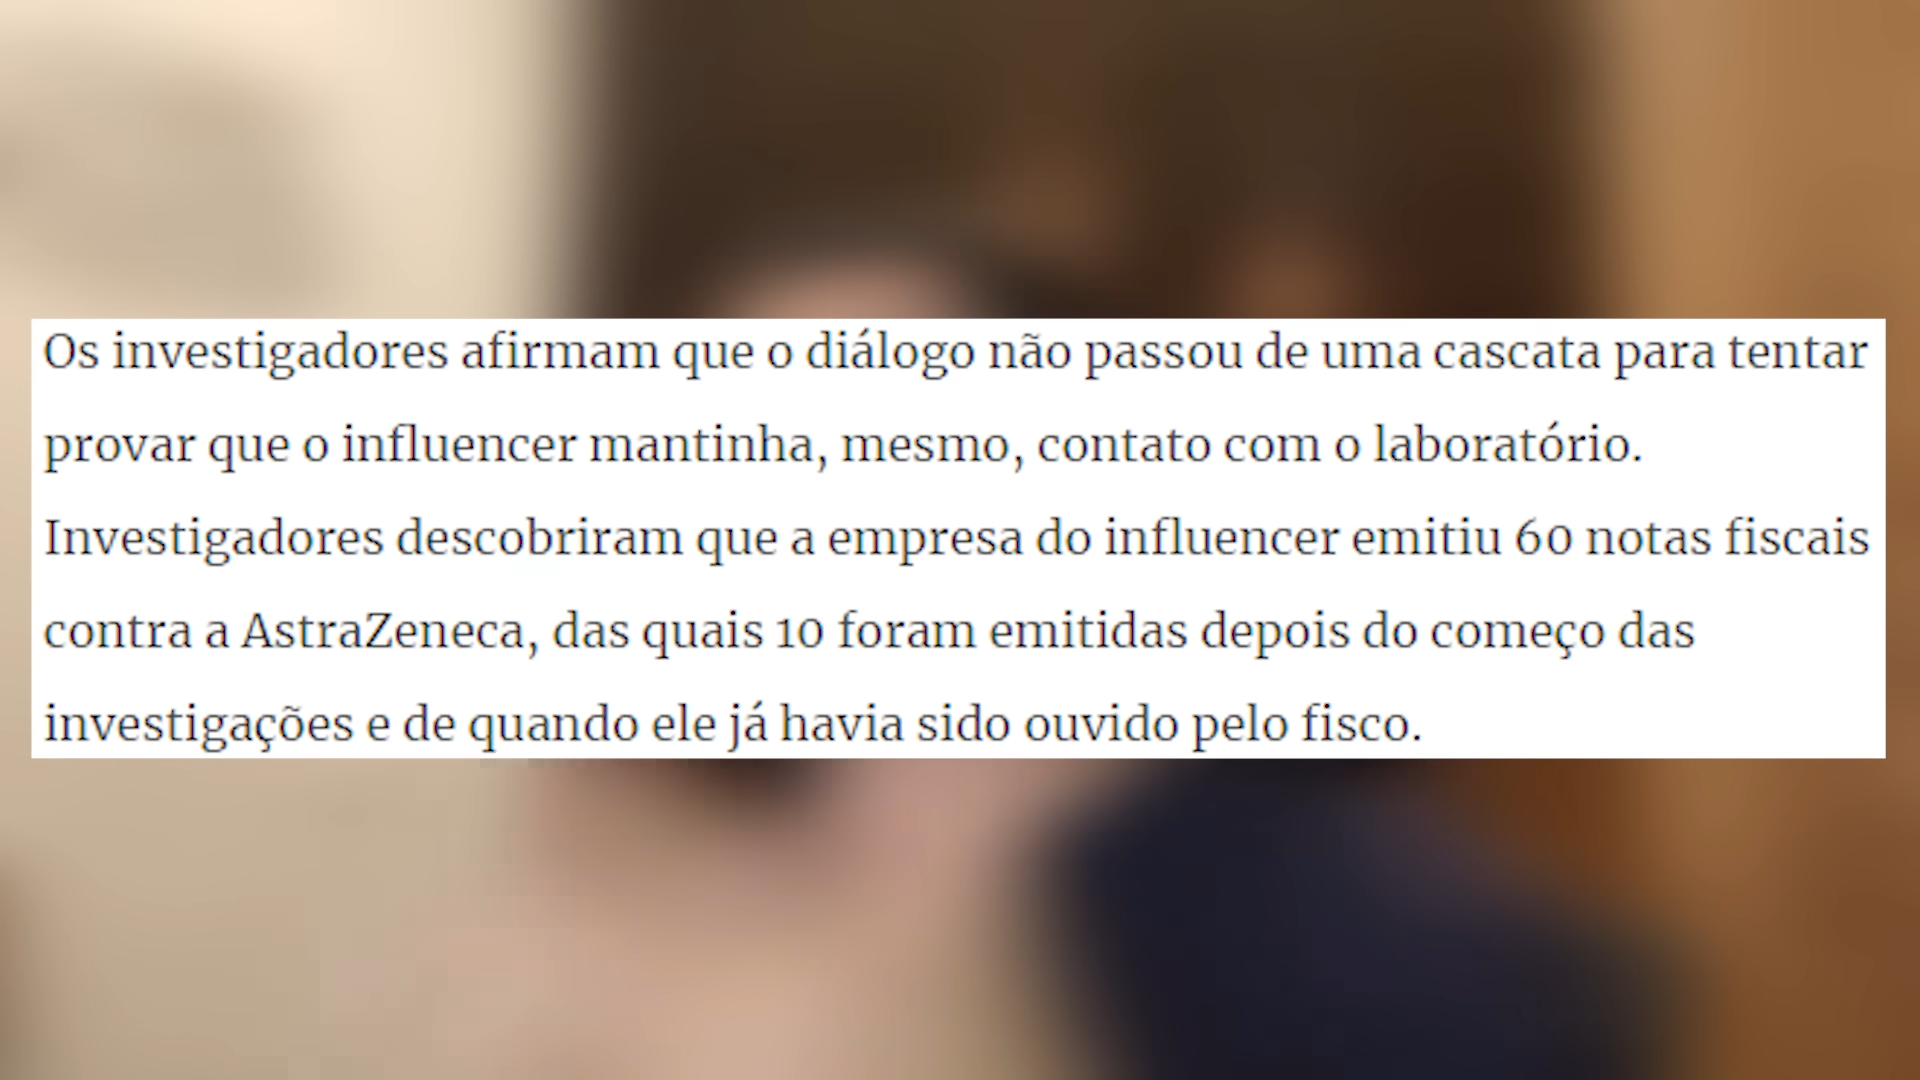 Os investigadores afirmam que o diálogo não passou de uma cascata para tentar
provar que o influencer mantinha, mesmo, contato com o laboratório.
Investigadores descobriram que a empresa do influencer emitiu 60 notas fiscais
contra a AstraZeneca, das quais 10 foram emitidas depois do começo das
investigações e de quando ele já havia sido ouvido pelo fisco.